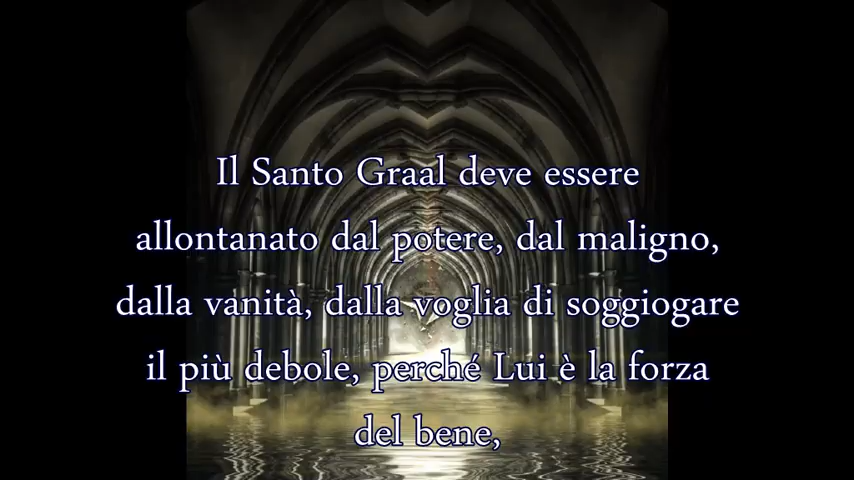 Il Santo Graal deve essere
allontanato dal potere, dal maligno,
dalla vanità, dalla voglia di soggiogare
il più debole, perché Lui è la forza
del bene,